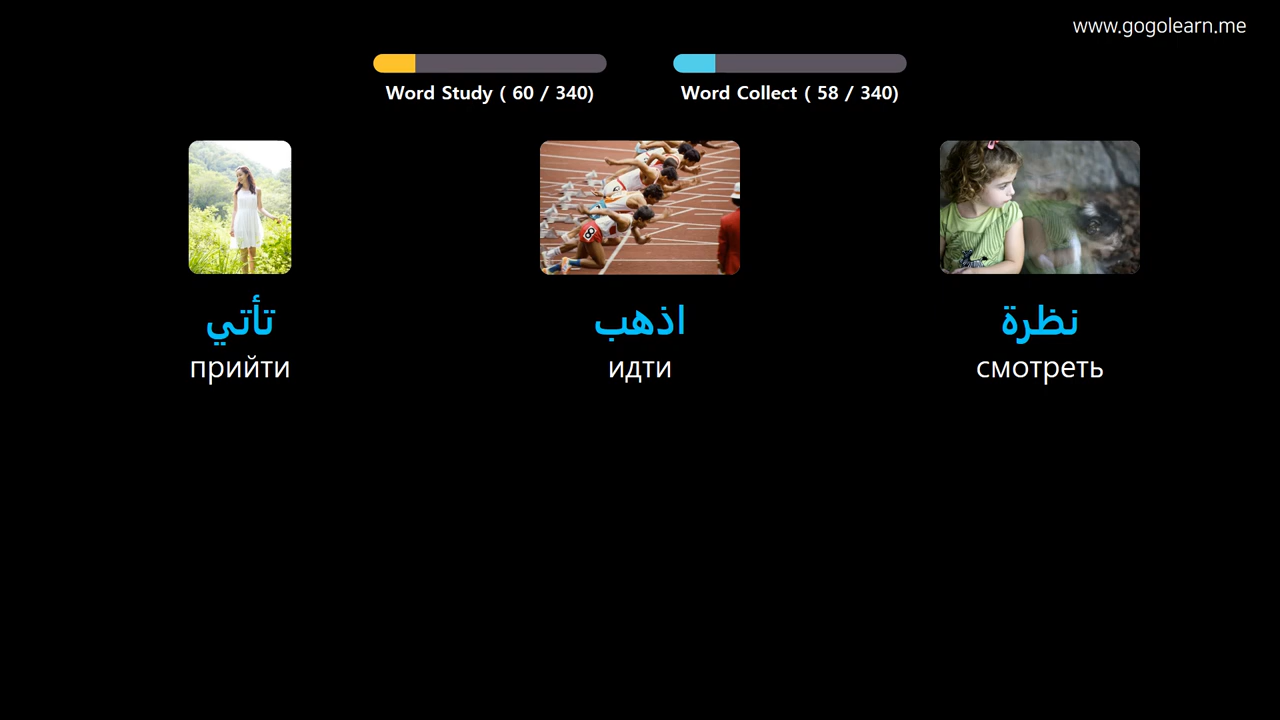 www.gogolearn.me
Word Study ( 60 / 340)
Word Collect ( 58 / 340)
تأتي
прийти
اذهب
идти
نظرة
смотреть